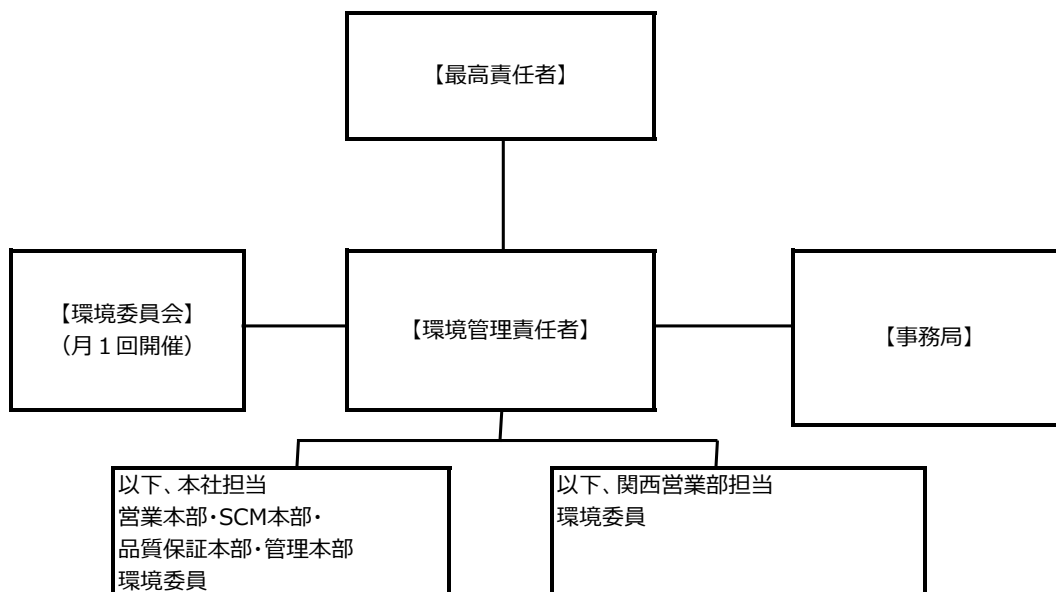 【最高責任者】
【環境委員会】
（月１回開催）
【環境管理責任者】
【事務局】
以下、本社担当
営業本部・SCM本部・
品質保証本部・管理本部
環境委員
以下、関西営業部担当
環境委員